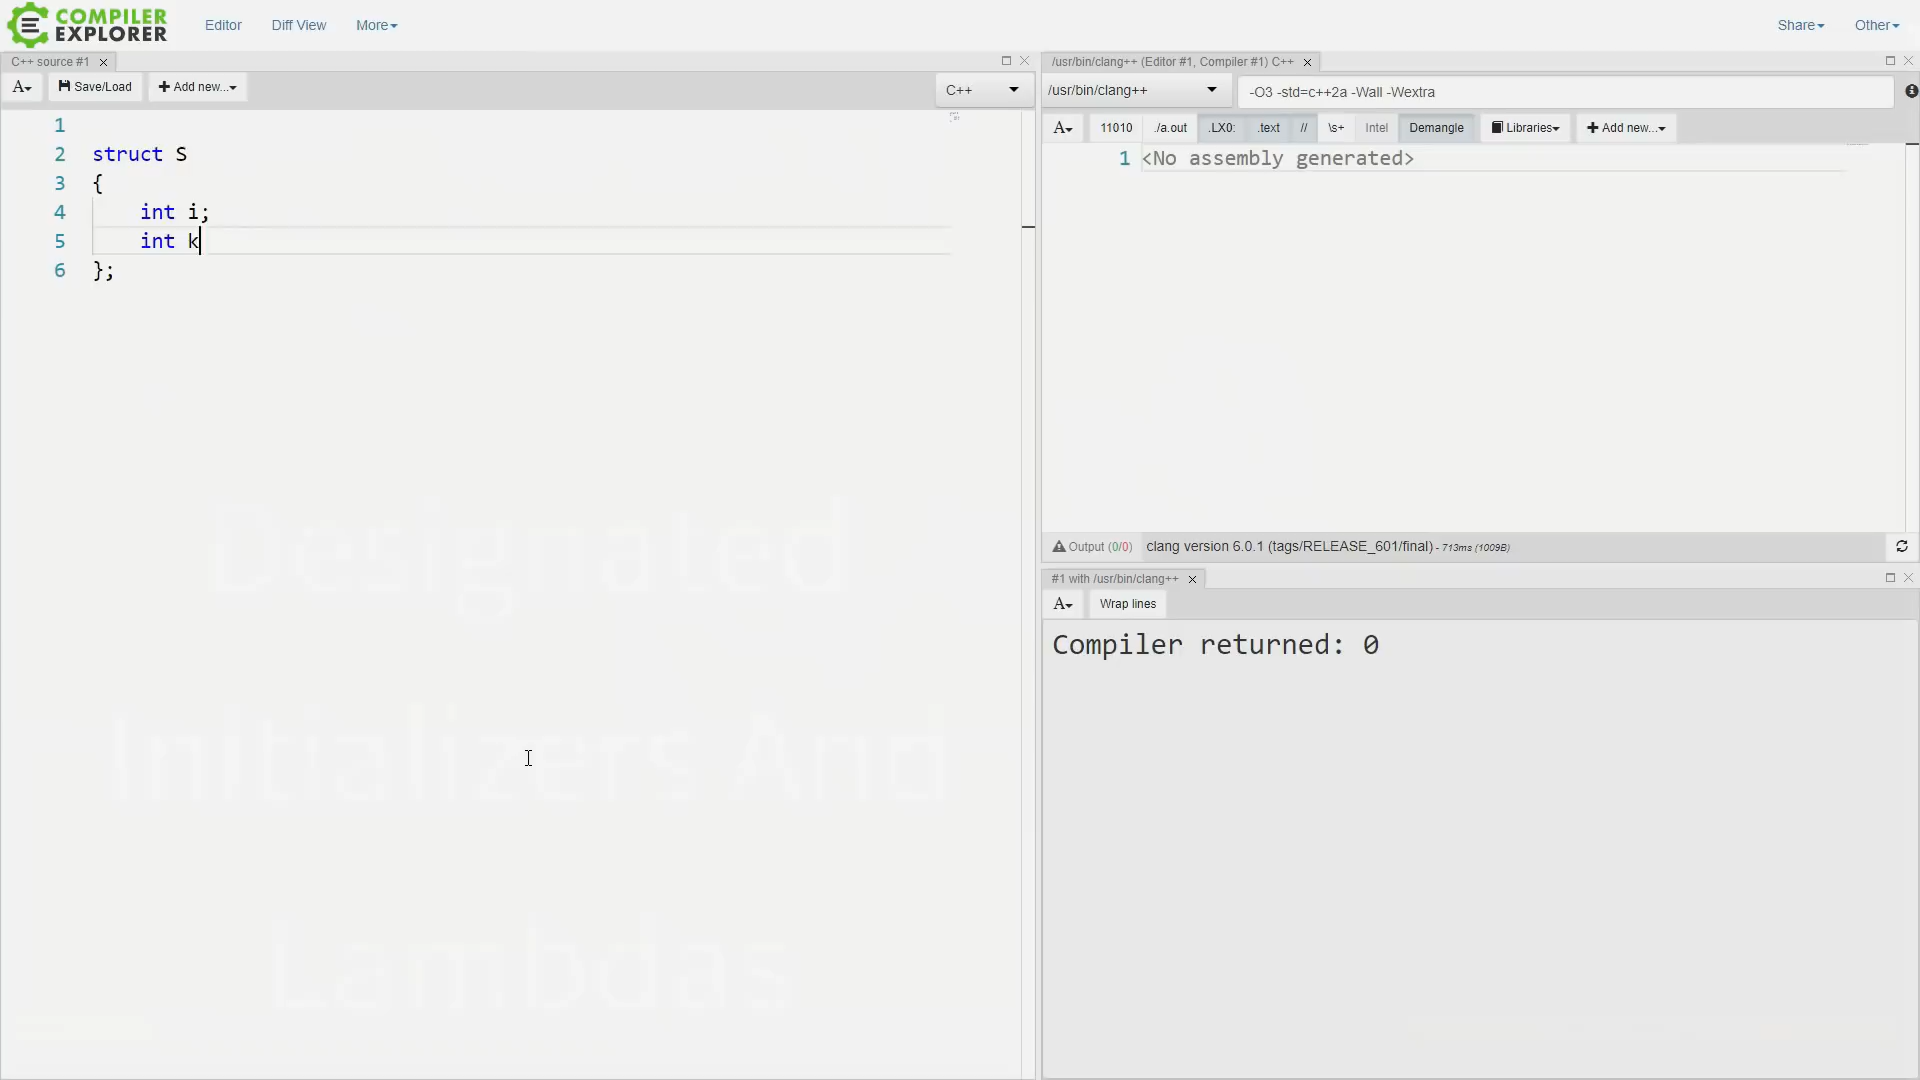 COMPILER
EXPLORER
Editor
Diff View
More
Share
Other
C++ source #1
/usr/bin/clang++ (Editor #1, Compiler #1) C++
A
Save/Load
Add new...
C++
/usr/bin/clang++
-O3 -std=c++2a -Wall -Wextra
A
11010
./a.out
.LX0:
.text
//
\s+
Intel
Demangle
Libraries
Add new...
1
2 struct S
3 {
4 int i;
5 int k
6 };
1 <No assembly generated>
Output (0/0)
clang version 6.0.1 (tags/RELEASE_601/final) - 713ms (1009B)
#1 with /usr/bin/clang++
A
Wrap lines
Compiler returned: 0
Designated
Initializers And
Lambdas